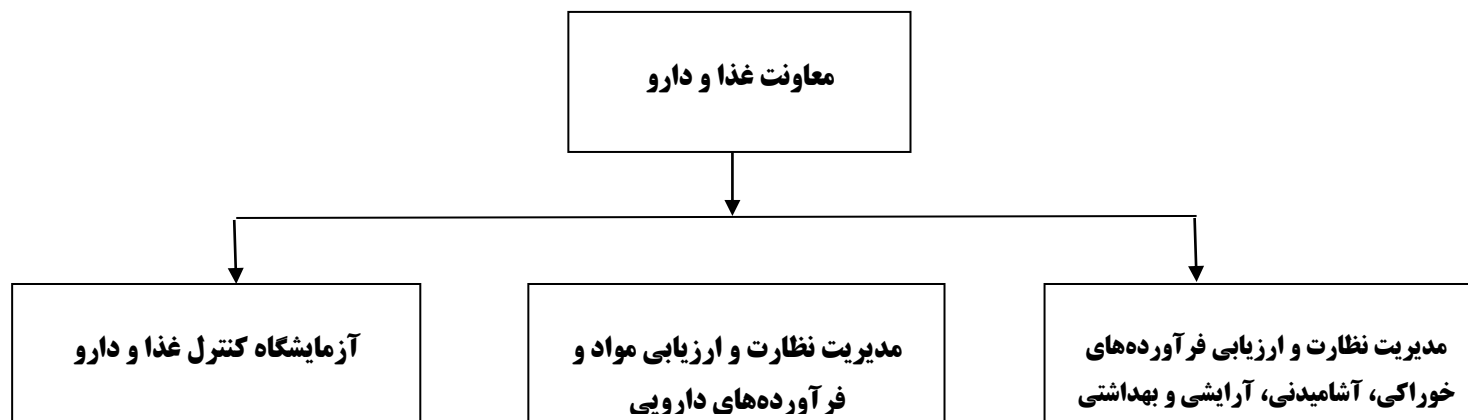 معاونت غذا و دارو
مدیریت نظارت و ارزیابی فرآورده‌های
خوراکی، آشامیدنی، آرایشی و بهداشتی
مدیریت نظارت و ارزیابی مواد و
فرآورده‌های دارویی
آزمایشگاه کنترل غذا و دارو